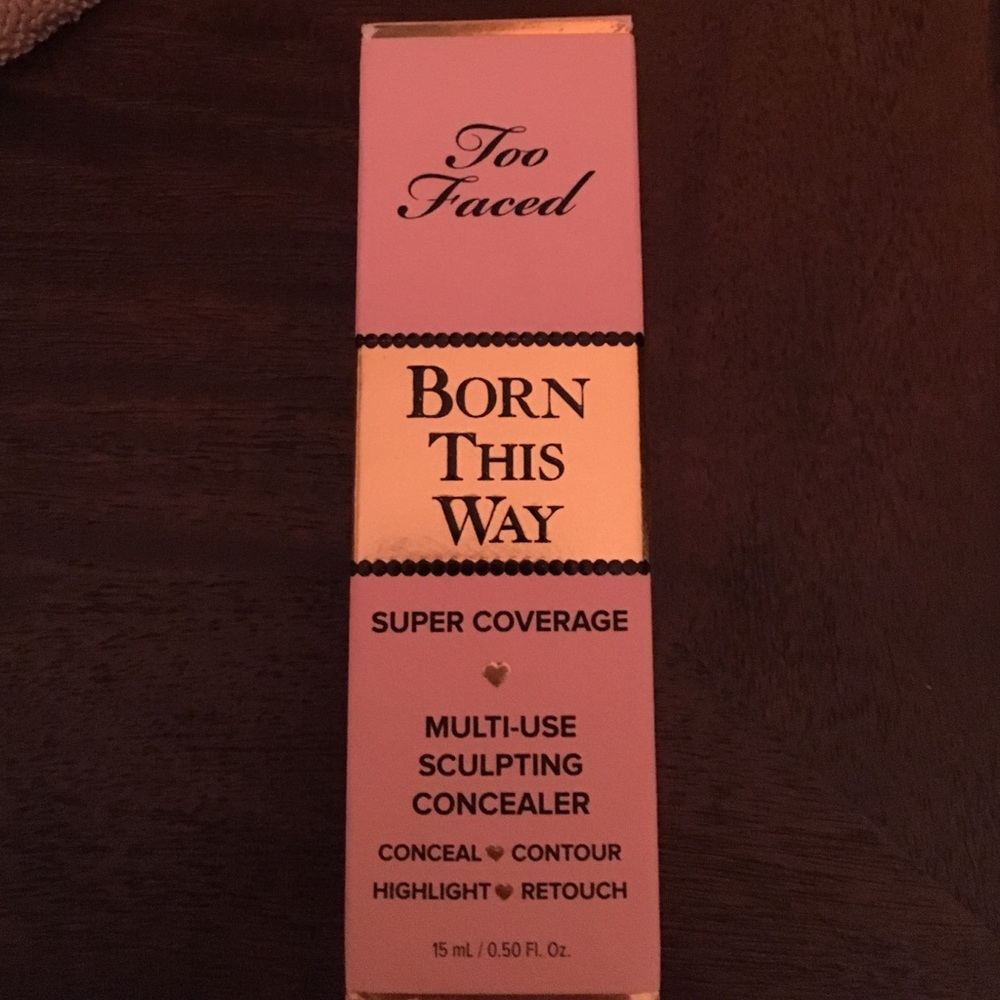 Too
Faced
BORN
THIS
WAY
SUPER COVERAGE
MULTI-USE
SCULPTING
CONCEALER
CONCEAL CONTOUR
HIGHLIGHT RETOUCH
15 mL / 0.50 Fl. Oz.